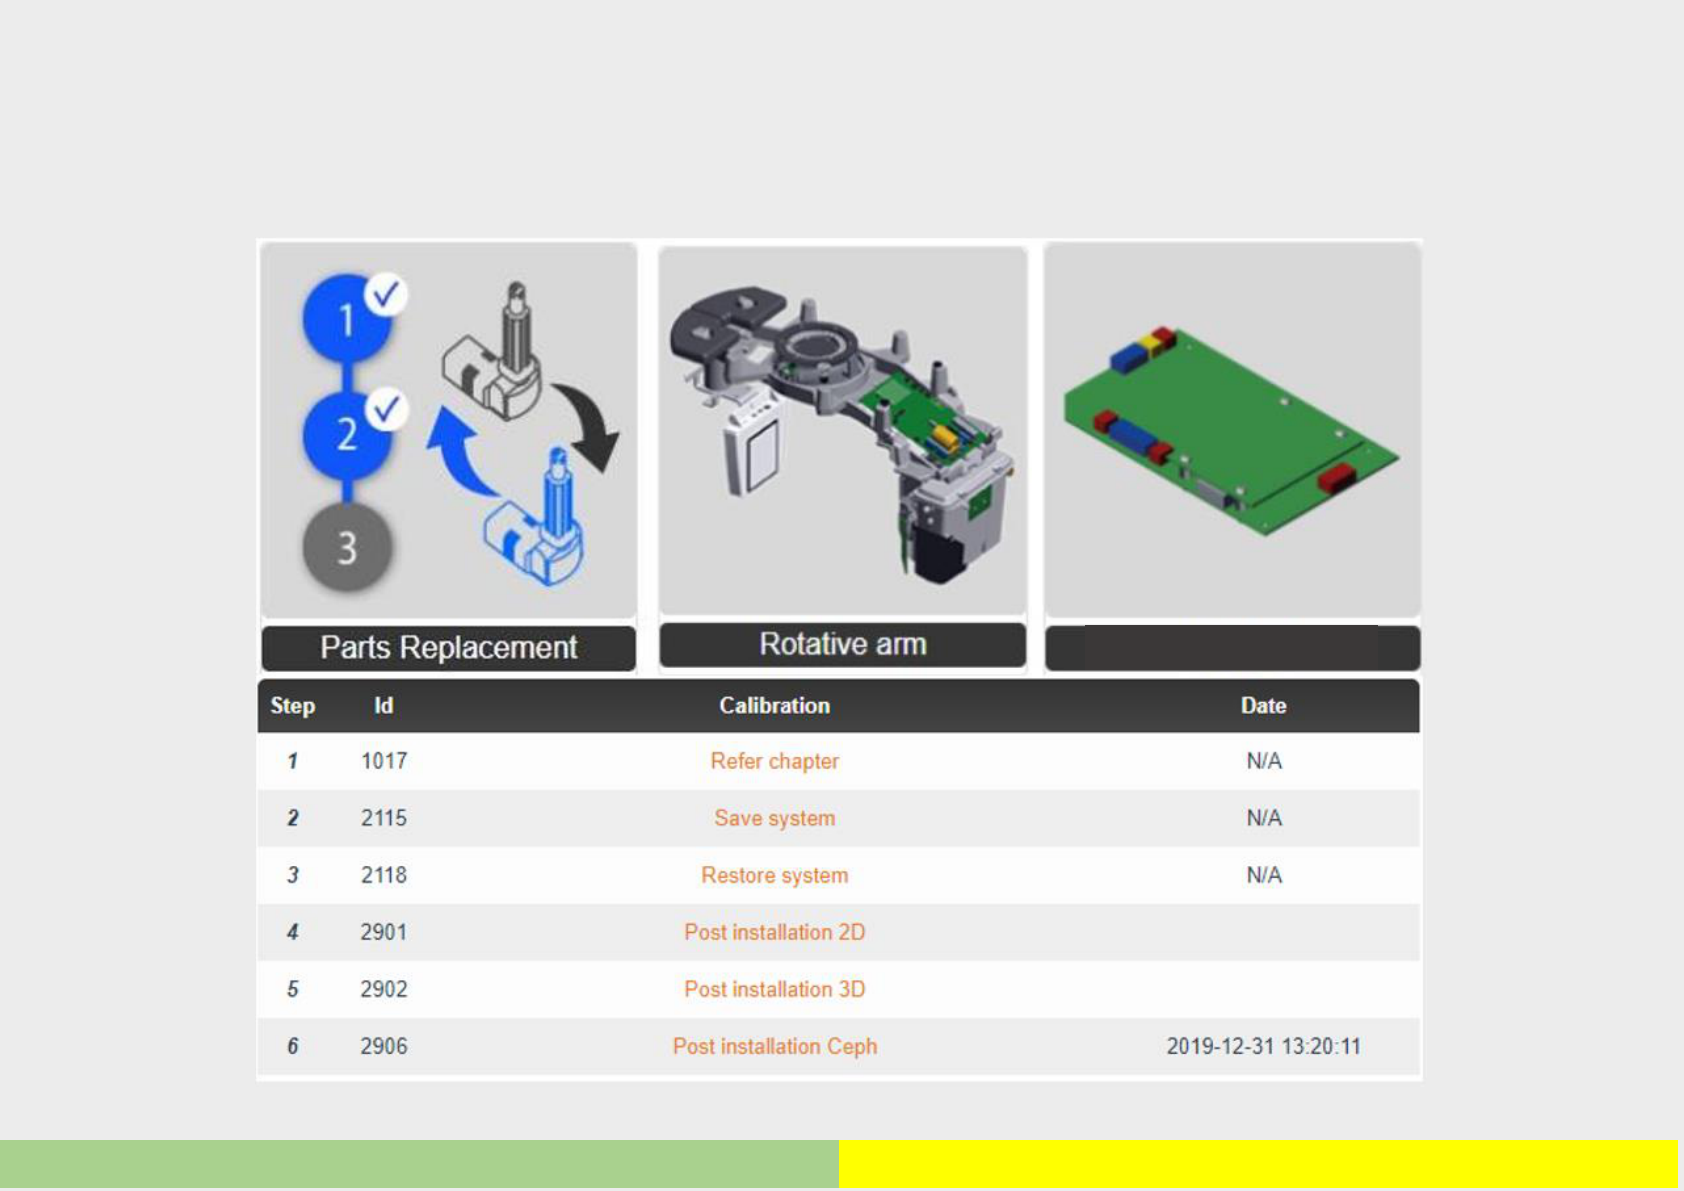 1
2
3
Parts Replacement
Rotative arm
Step Id Calibration Date
1 1017 Refer chapter N/A
2 2115 Save system N/A
3 2118 Restore system N/A
4 2901 Post installation 2D
5 2902 Post installation 3D
6 2906 Post installation Ceph 2019-12-31 13:20:11